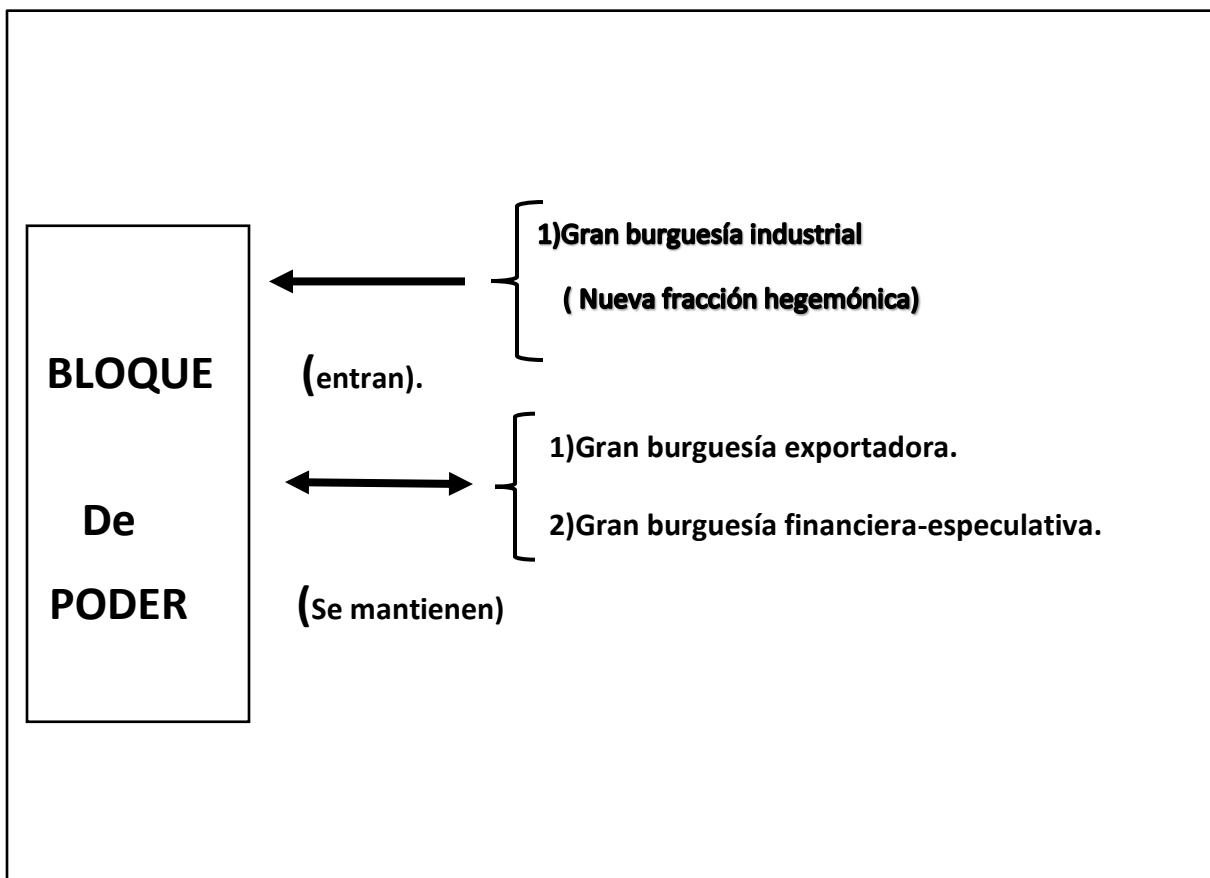 1)Gran burguesía industrial
( Nueva fracción hegemónica)
BLOQUE
(entran).
1)Gran burguesía exportadora.
De
2)Gran burguesía financiera-especulativa.
PODER
(Se mantienen)